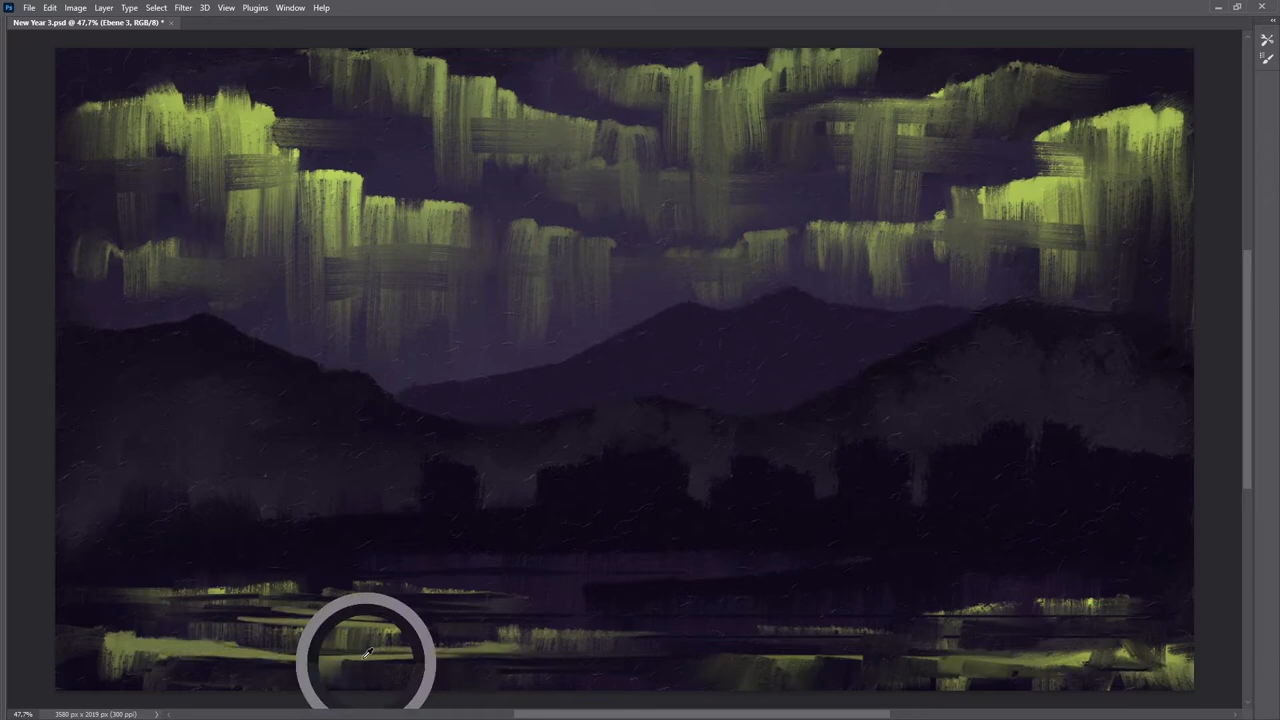 Ps File Edit Image Layer Type Select Filter 3D View Plugins Window Help
New Year 3.psd @ 47,7% (Ebene 3, RGB/8) *
47,7% 3580 px x 2019 px (300 ppi)